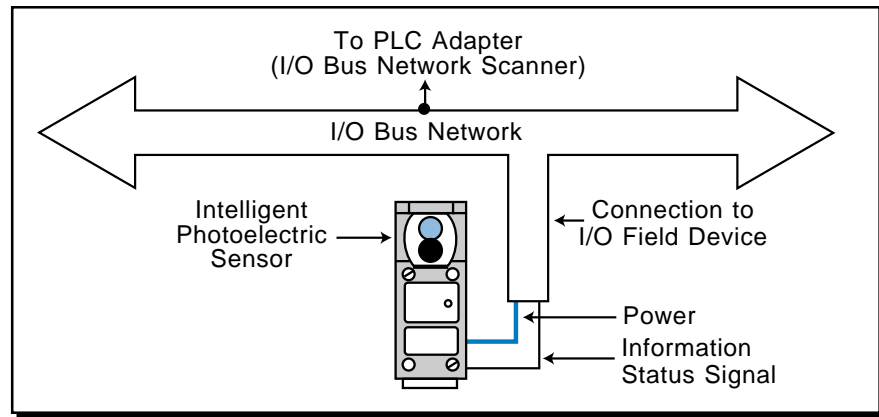 To PLC Adapter
(I/O Bus Network Scanner)
I/O Bus Network
Intelligent
Photoelectric
Sensor
Connection to
I/O Field Device
Power
Information
Status Signal